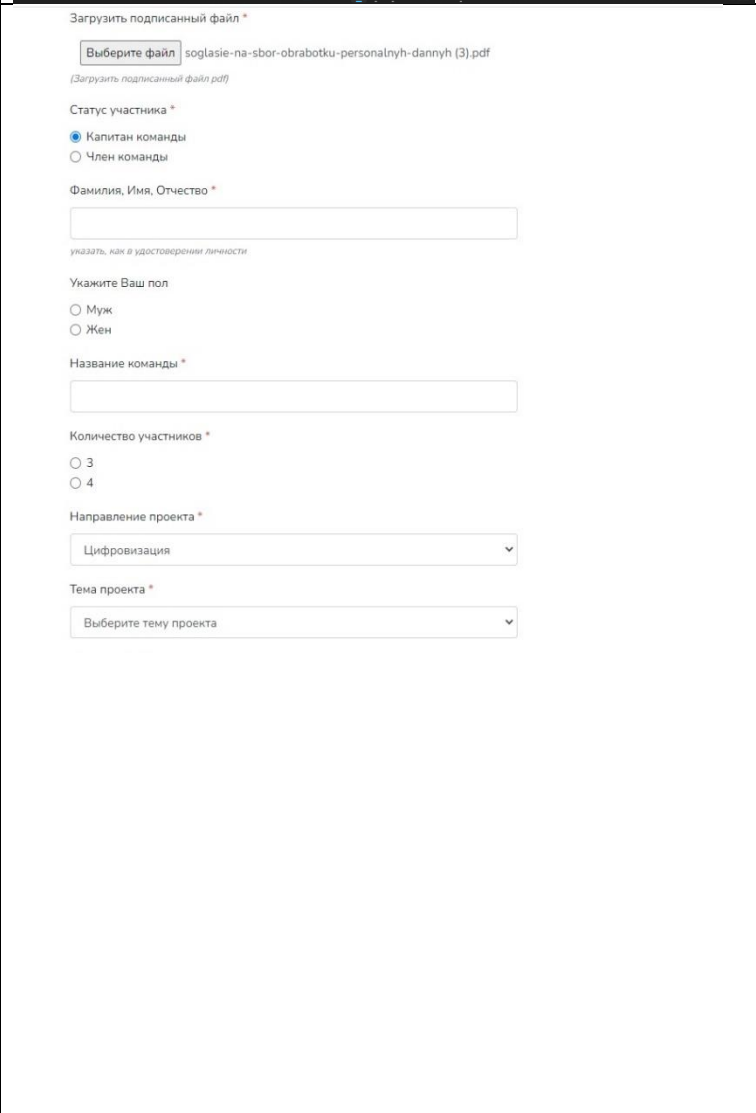 Загрузить подписанный файл *
Выберите файл soglasie-na-sbor-obrabotku-personalnyh-dannyh (3).pdf
(Загрузить подписанный файл pdf)
Статус участника *
Капитан команды
Член команды
Фамилия, Имя, Отчество *
указать, как в удостоверении личности
Укажите Ваш пол
Муж
Жен
Название команды *
Количество участников *
3
4
Направление проекта *
Цифровизация
Тема проекта *
Выберите тему проекта